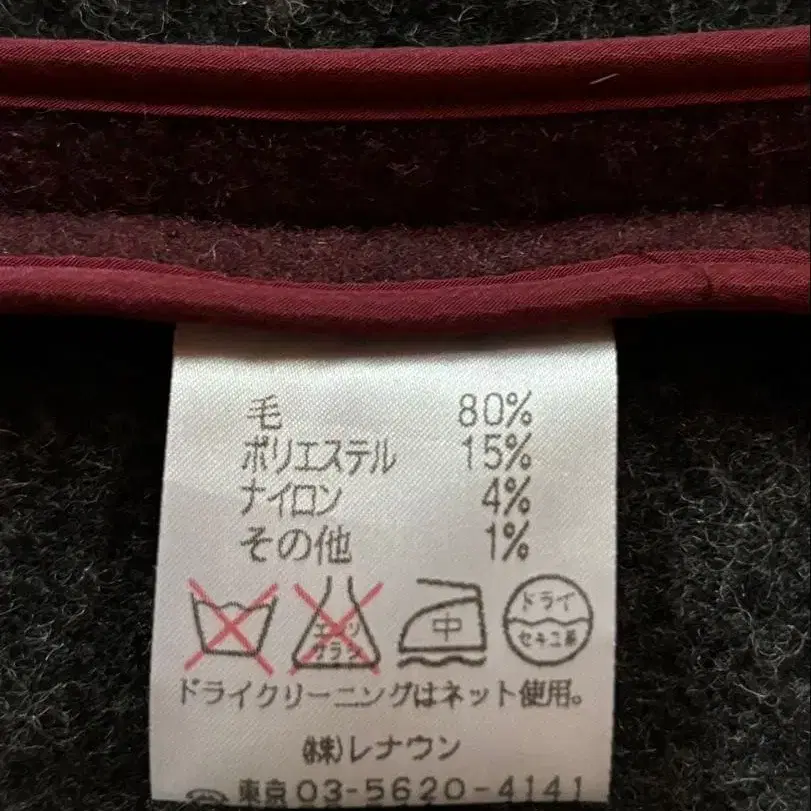 毛 80%
ポリエステル 15%
ナイロン 4%
その他 1%
エンソ
サラシ
中
ドライ
セキユ系
ドライクリーニングはネット使用。
㈱レナウン
☎東京03-5620-4141